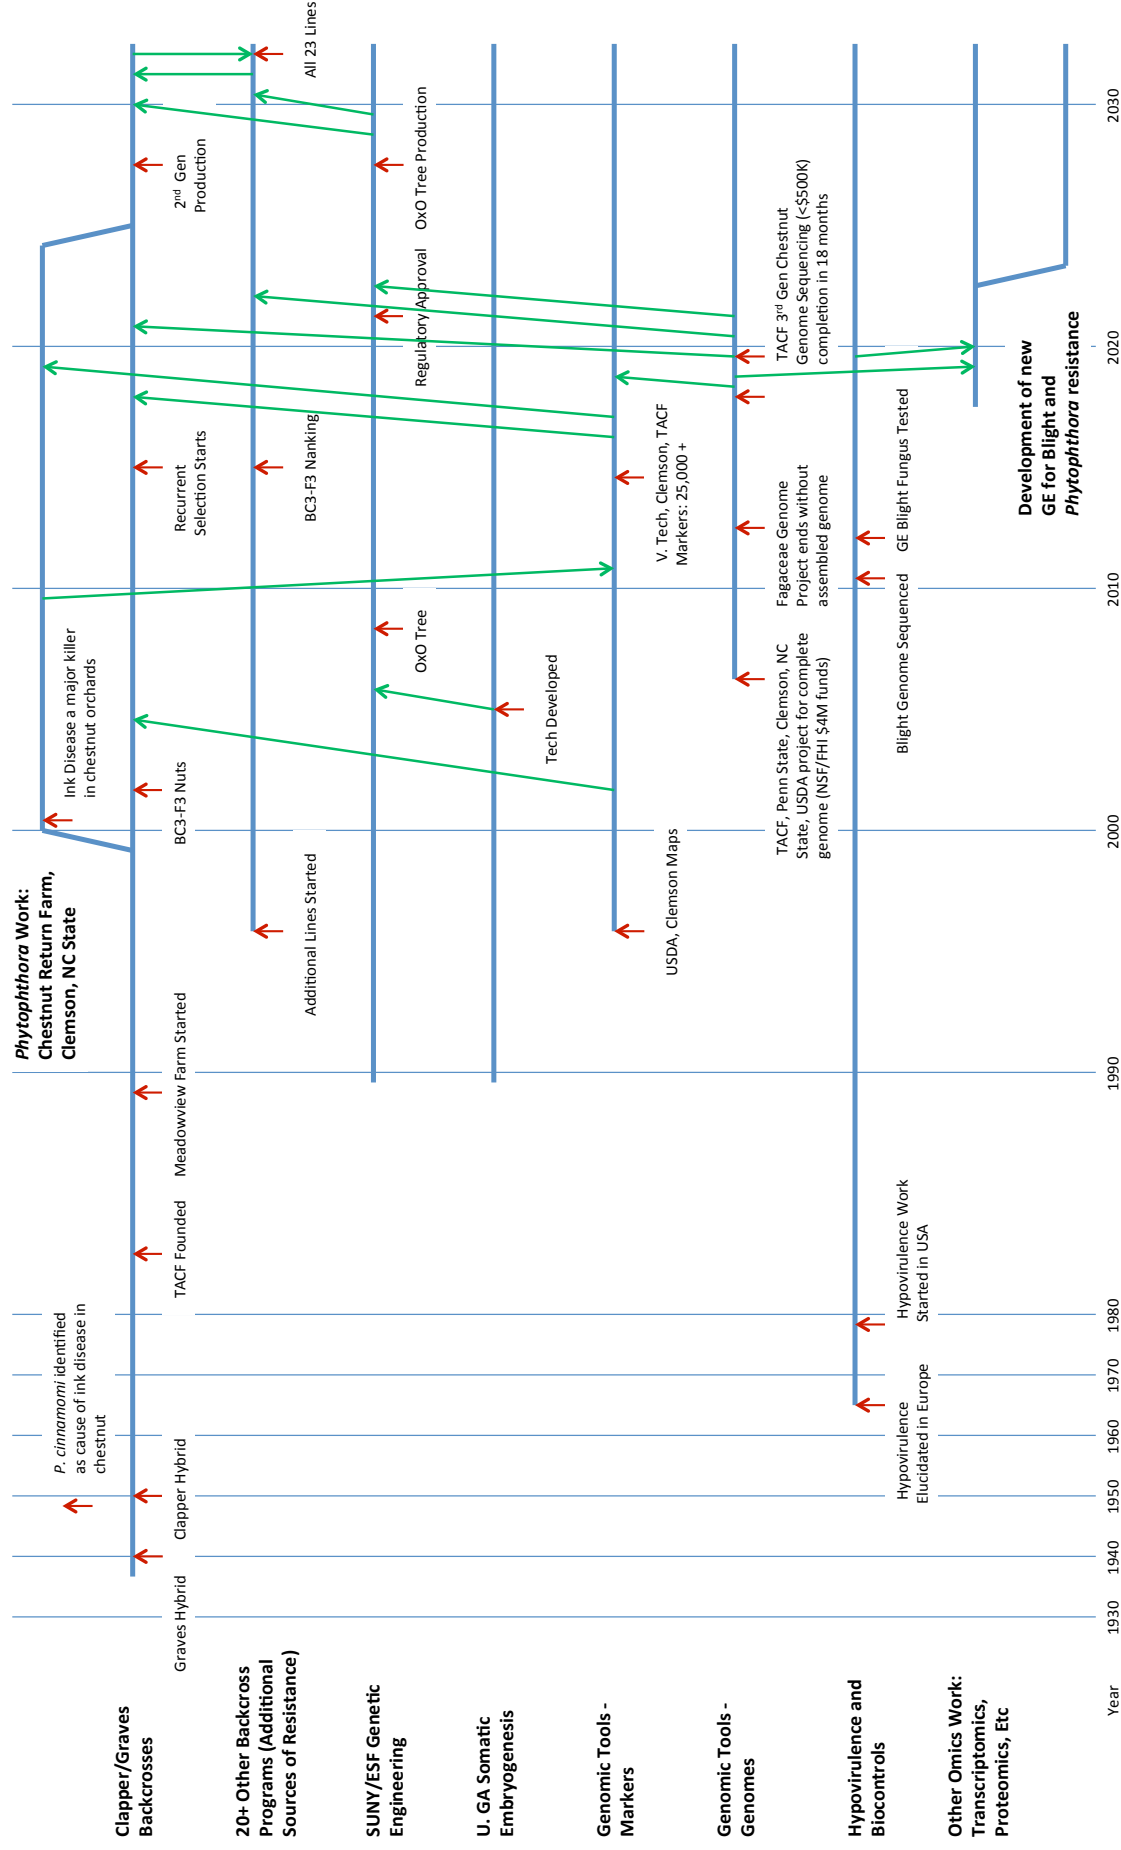 Phytophthora Work:
Chestnut Return Farm,
Clemson, NC State
P. cinnamomi identified
as cause of ink disease in
chestnut
Ink Disease a major killer
in chestnut orchards
Clapper/Graves
Backcrosses
Graves Hybrid
Clapper Hybrid
TACF Founded
Meadowview Farm Started
BC3-F3 Nuts
Recurrent
Selection Starts
2nd Gen
Production
20+ Other Backcross
Programs (Additional
Sources of Resistance)
Additional Lines Started
BC3-F3 Nanking
All 23 Lines
SUNY/ESF Genetic
Engineering
OxO Tree
Regulatory Approval
OxO Tree Production
U. GA Somatic
Embryogenesis
Tech Developed
Genomic Tools -
Markers
USDA, Clemson Maps
V. Tech, Clemson, TACF
Markers: 25,000 +
Genomic Tools -
Genomes
TACF, Penn State, Clemson, NC
State, USDA project for complete
genome (NSF/FHI $4M funds)
Fagaceae Genome
Project ends without
assembled genome
TACF 3rd Gen Chestnut
Genome Sequencing (<$500K)
completion in 18 months
Hypovirulence and
Biocontrols
Hypovirulence
Elucidated in Europe
Hypovirulence Work
Started in USA
Blight Genome Sequenced
GE Blight Fungus Tested
Other Omics Work:
Transcriptomics,
Proteomics, Etc
Development of new
GE for Blight and
Phytophthora resistance
Year
1930
1940
1950
1960
1970
1980
1990
2000
2010
2020
2030